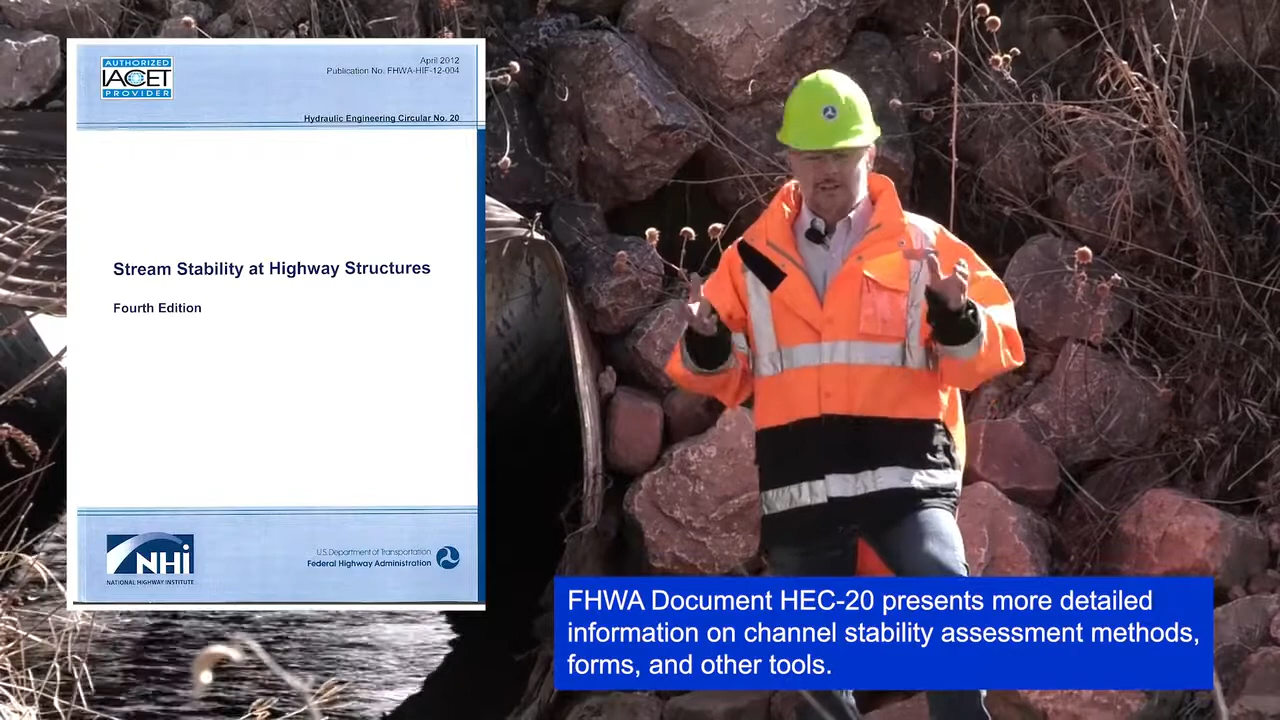 AUTHORIZED
IACET
PROVIDER
April 2012
Publication No. FHWA-HIF-12-004
Hydraulic Engineering Circular No. 20
Stream Stability at Highway Structures
Fourth Edition
NHI
NATIONAL HIGHWAY INSTITUTE
U.S. Department of Transportation
Federal Highway Administration
FHWA Document HEC-20 presents more detailed
information on channel stability assessment methods,
forms, and other tools.